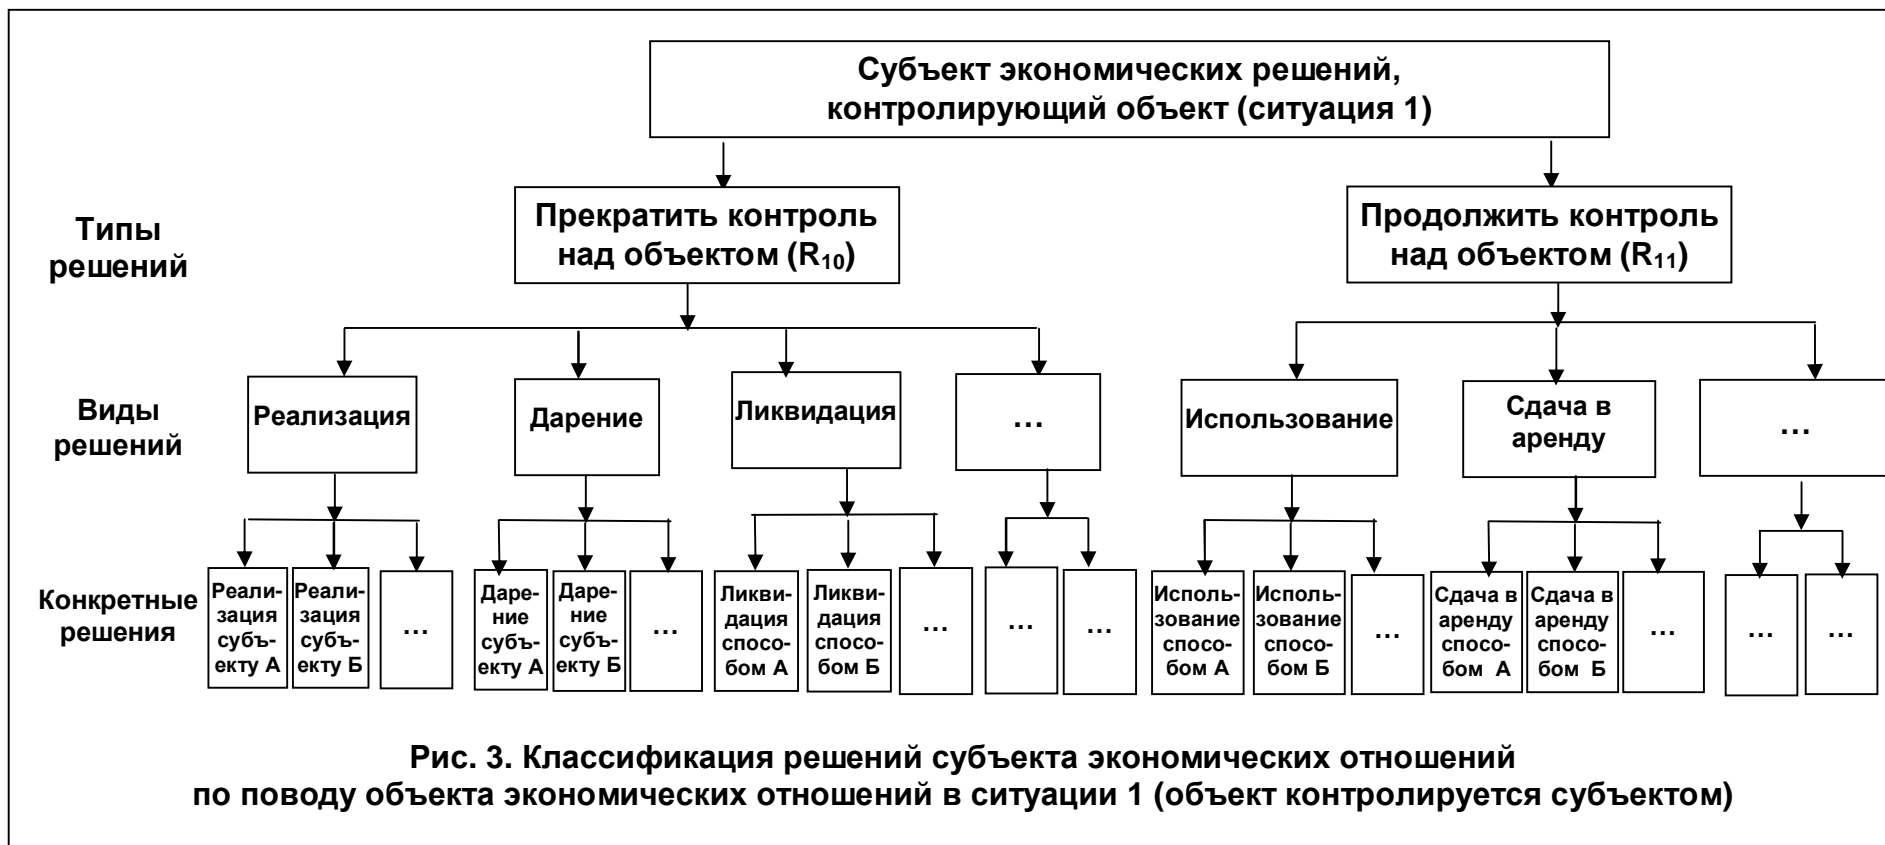 Субъект экономических решений,
контролирующий объект (ситуация 1)
Типы
решений
Прекратить контроль
над объектом (R10)
Продолжить контроль
над объектом (R11)
Виды
решений
Реализация
Дарение
Ликвидация
...
Использование
Сдача в
аренду
...
Конкретные
решения
Реали-
зация
субъ-
екту А
Реали-
зация
субъ-
екту Б
...
Даре-
ние
субъ-
екту А
Даре-
ние
субъ-
екту Б
...
Ликви-
дация
спосо-
бом А
Ликви-
дация
спосо-
бом Б
...
...
...
Исполь-
зование
спосо-
бом А
Исполь-
зование
спосо-
бом Б
...
Сдача в
аренду
спосо-
бом А
Сдача в
аренду
спосо-
бом Б
...
...
...
Рис. 3. Классификация решений субъекта экономических отношений
по поводу объекта экономических отношений в ситуации 1 (объект контролируется субъектом)